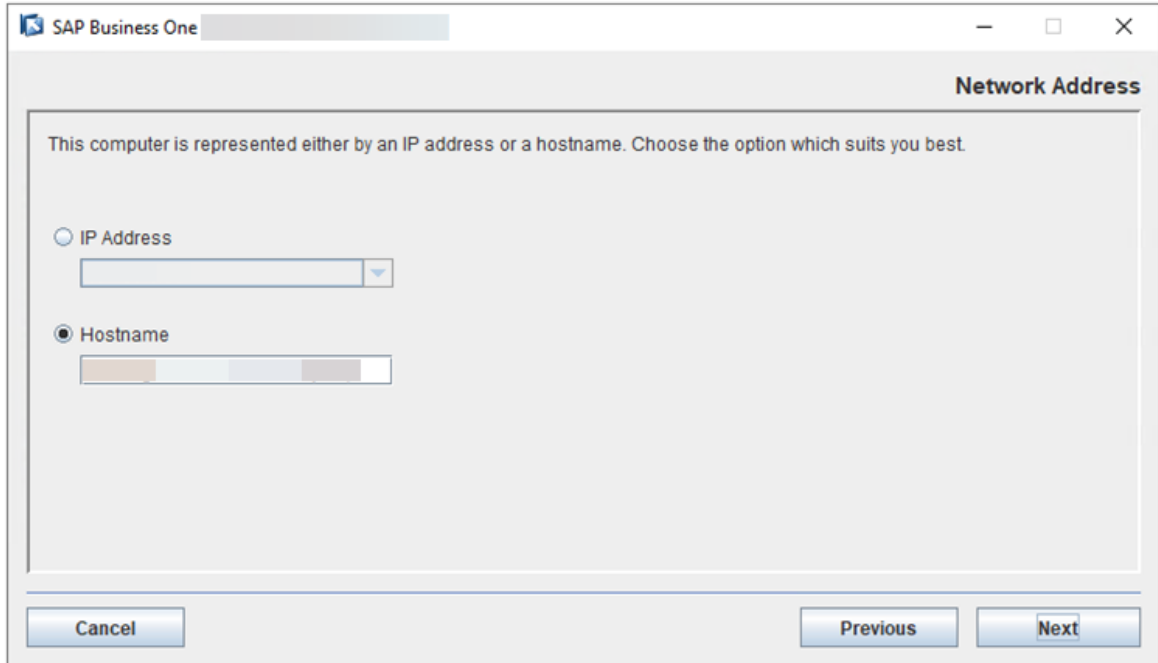 SAP Business One
Network Address
This computer is represented either by an IP address or a hostname. Choose the option which suits you best.
IP Address
Hostname
Cancel
Previous
Next